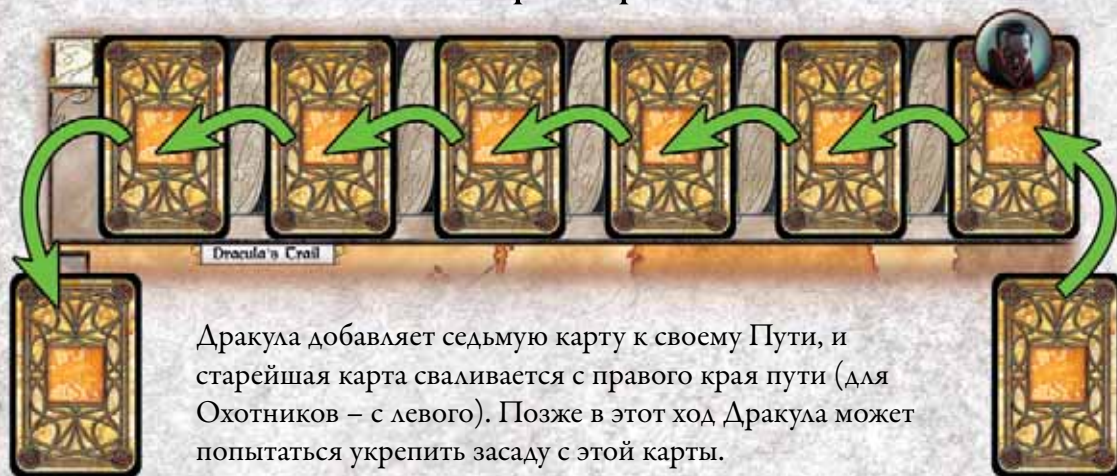 Dracula's Trail
Дракула добавляет седьмую карту к своему Пути, и
старейшая карта сваливается с правого края пути (для
Охотников – с левого). Позже в этот ход Дракула может
попытаться укрепить засаду с этой карты.